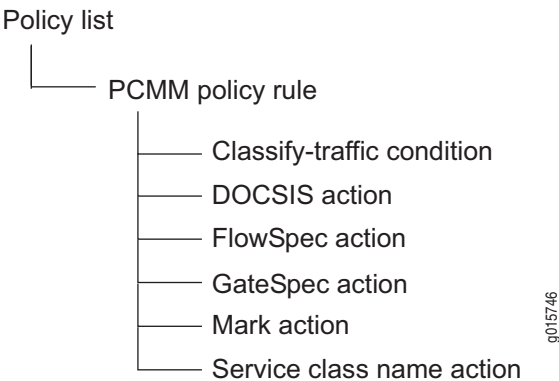 Policy list
PCMM policy rule
Classify-traffic condition
DOCSIS action
FlowSpec action
GateSpec action
Mark action
Service class name action
g015746